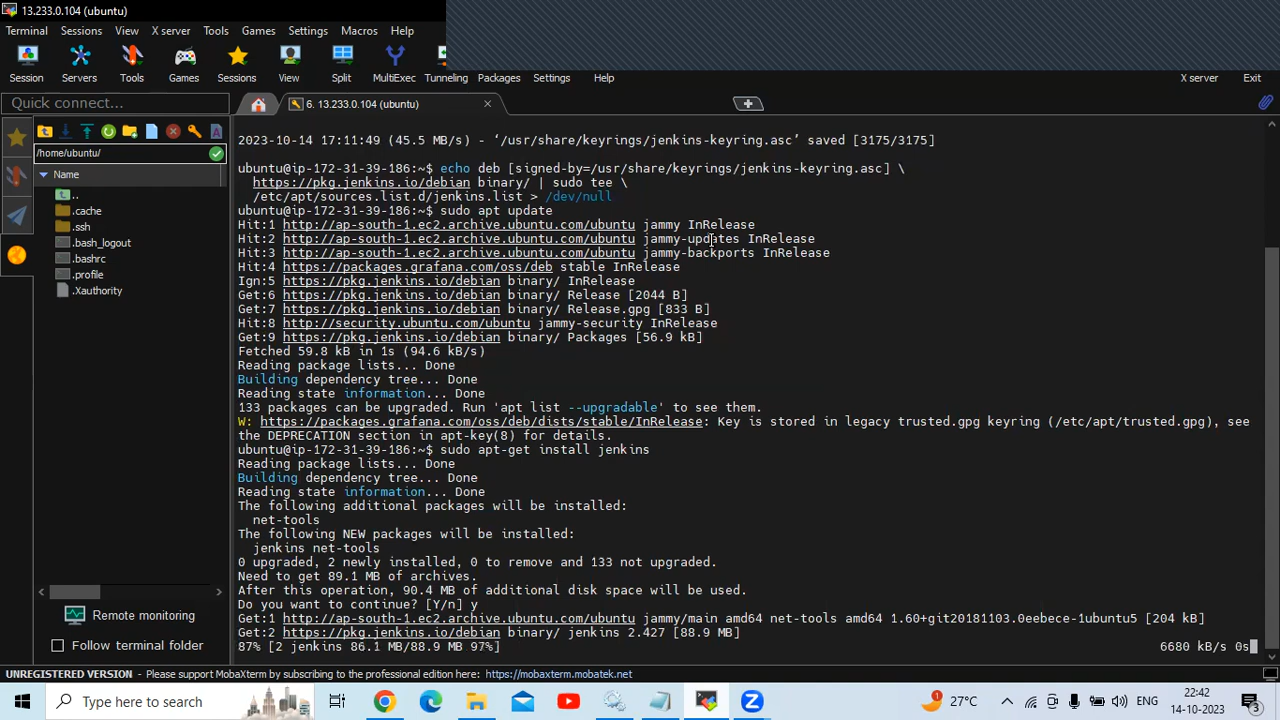 13.233.0.104 (ubuntu)
Terminal Sessions View X server Tools Games Settings Macros Help
Session Servers Tools Games Sessions View Split MultiExec Tunneling Packages Settings Help X server Exit
Quick connect...
6. 13.233.0.104 (ubuntu)
/home/ubuntu/
Name
..
.cache
.ssh
.bash_logout
.bashrc
.profile
.Xauthority
Remote monitoring
Follow terminal folder
2023-10-14 17:11:49 (45.5 MB/s) - ‘/usr/share/keyrings/jenkins-keyring.asc’ saved [3175/3175]
ubuntu@ip-172-31-39-186:~$ echo deb [signed-by=/usr/share/keyrings/jenkins-keyring.asc] \
https://pkg.jenkins.io/debian binary/ | sudo tee \
/etc/apt/sources.list.d/jenkins.list > /dev/null
ubuntu@ip-172-31-39-186:~$ sudo apt update
Hit:1 http://ap-south-1.ec2.archive.ubuntu.com/ubuntu jammy InRelease
Hit:2 http://ap-south-1.ec2.archive.ubuntu.com/ubuntu jammy-updates InRelease
Hit:3 http://ap-south-1.ec2.archive.ubuntu.com/ubuntu jammy-backports InRelease
Hit:4 https://packages.grafana.com/oss/deb stable InRelease
Ign:5 https://pkg.jenkins.io/debian binary/ InRelease
Get:6 https://pkg.jenkins.io/debian binary/ Release [2044 B]
Get:7 https://pkg.jenkins.io/debian binary/ Release.gpg [833 B]
Hit:8 http://security.ubuntu.com/ubuntu jammy-security InRelease
Get:9 https://pkg.jenkins.io/debian binary/ Packages [56.9 kB]
Fetched 59.8 kB in 1s (94.6 kB/s)
Reading package lists... Done
Building dependency tree... Done
Reading state information... Done
133 packages can be upgraded. Run 'apt list --upgradable' to see them.
W: https://packages.grafana.com/oss/deb/dists/stable/InRelease: Key is stored in legacy trusted.gpg keyring (/etc/apt/trusted.gpg), see
the DEPRECATION section in apt-key(8) for details.
ubuntu@ip-172-31-39-186:~$ sudo apt-get install jenkins
Reading package lists... Done
Building dependency tree... Done
Reading state information... Done
The following additional packages will be installed:
net-tools
The following NEW packages will be installed:
jenkins net-tools
0 upgraded, 2 newly installed, 0 to remove and 133 not upgraded.
Need to get 89.1 MB of archives.
After this operation, 90.4 MB of additional disk space will be used.
Do you want to continue? [Y/n] y
Get:1 http://ap-south-1.ec2.archive.ubuntu.com/ubuntu jammy/main amd64 net-tools amd64 1.60+git20181103.0eebece-1ubuntu5 [204 kB]
Get:2 https://pkg.jenkins.io/debian binary/ jenkins 2.427 [88.9 MB]
87% [2 jenkins 86.1 MB/88.9 MB 97%] 6680 kB/s 0s
UNREGISTERED VERSION - Please support MobaXterm by subscribing to the professional edition here: https://mobaxterm.mobatek.net
Type here to search
1
27°C
ENG
22:42
14-10-2023
3